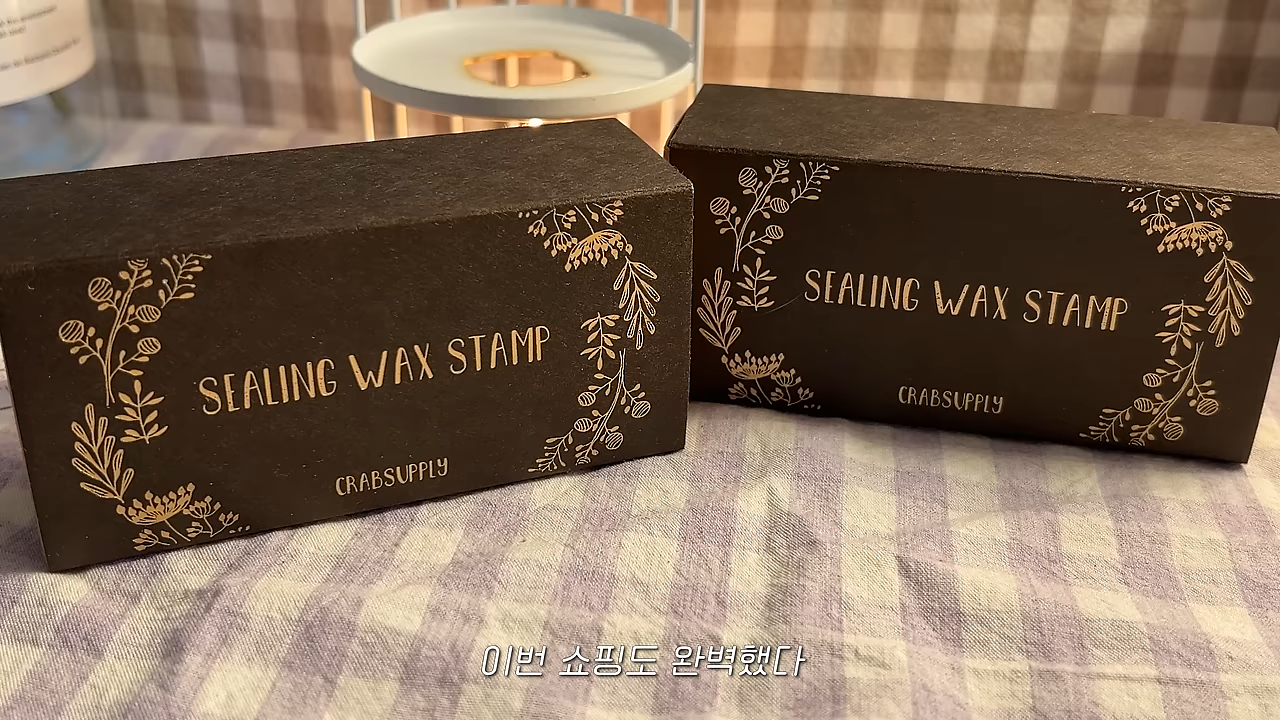 SEALING WAX STAMP
CRABSUPPLY
SEALING WAX STAMP
CRABSUPPLY
이번 쇼핑도 완벽했다